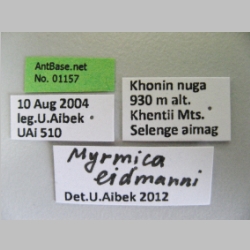 AntBase.net
No. 01157
10 Aug 2004
leg.U.Aibek
UAi 510
Khonin nuga
930 m alt.
Khentii Mts.
Selenge aimag
Myrmica
eidmanni
Det.U.Aibek 2012